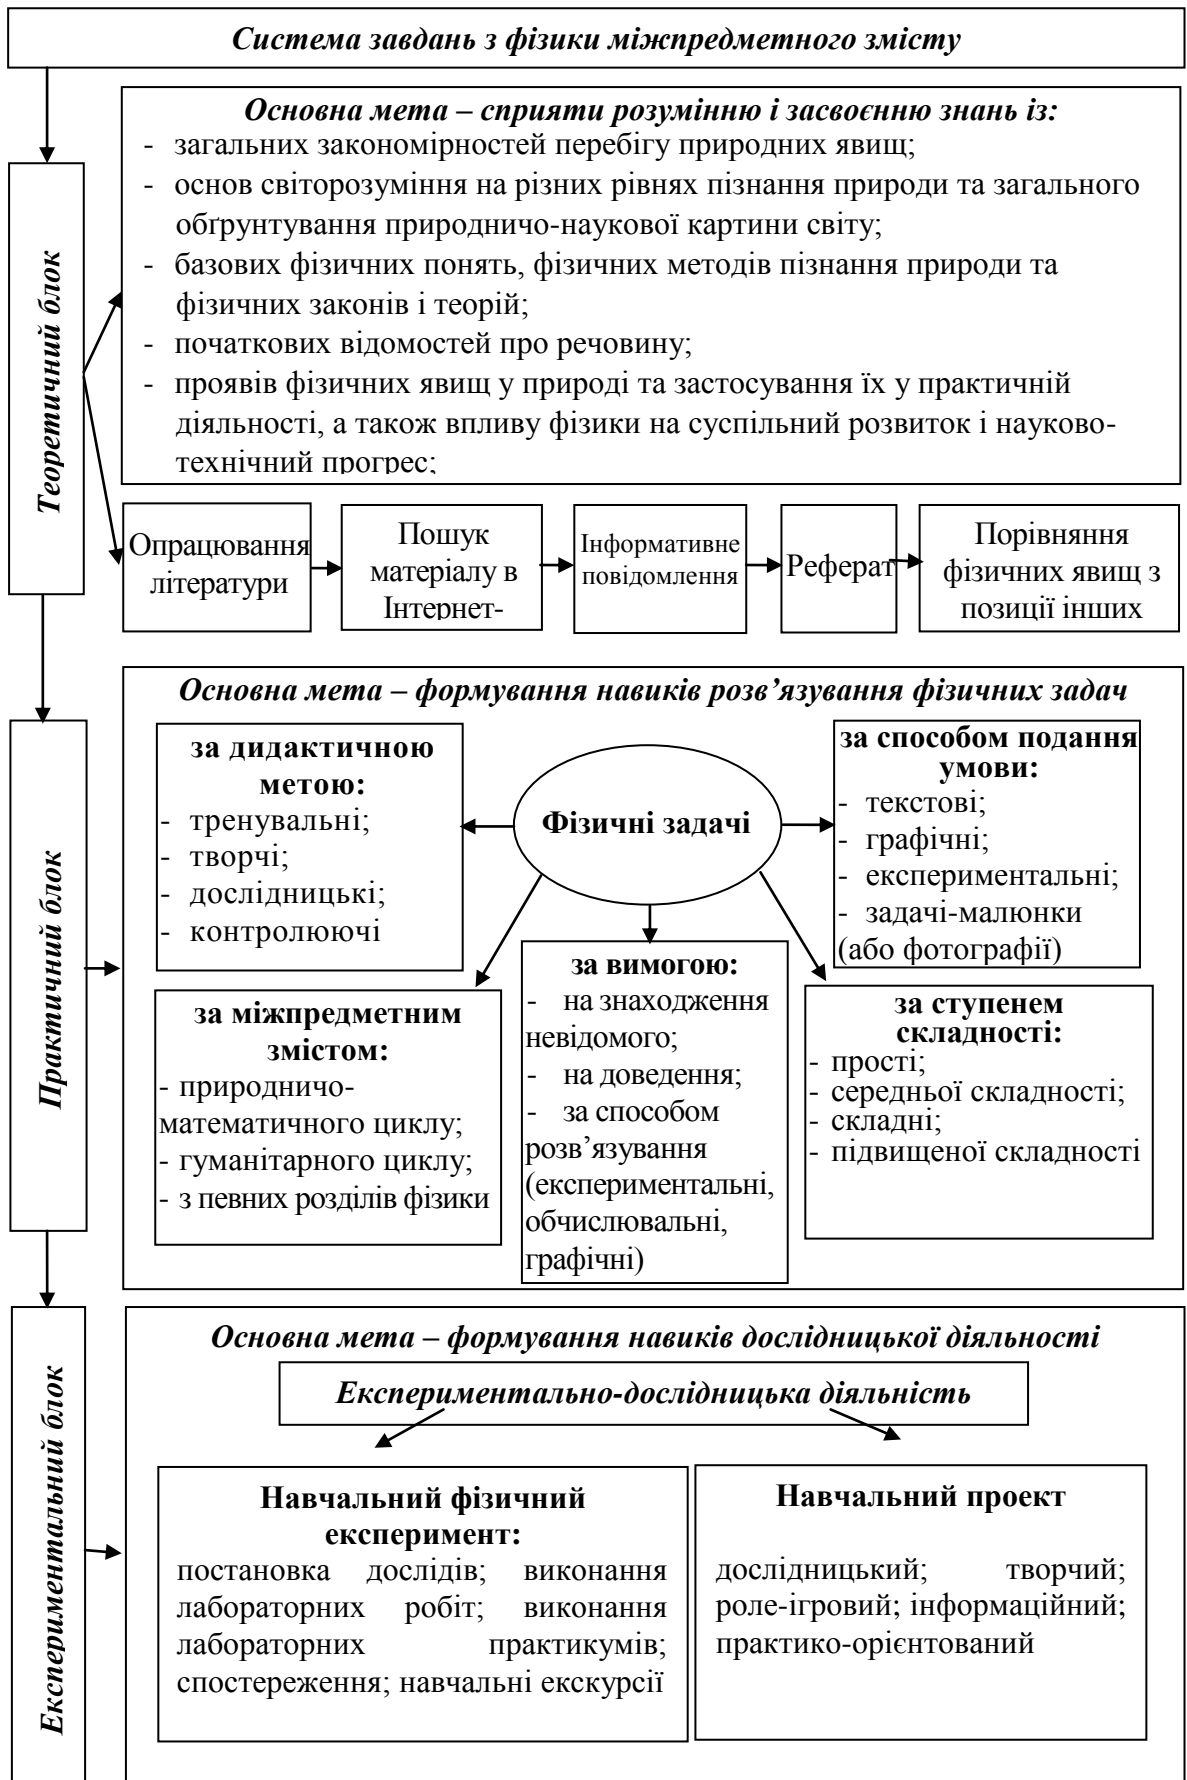 Система завдань з фізики міжпредметного змісту
Теоретичний блок
Основна мета – сприяти розумінню і засвоєнню знань із:
- загальних закономірностей перебігу природних явищ;
- основ світорозуміння на різних рівнях пізнання природи та загального
обґрунтування природничо-наукової картини світу;
- базових фізичних понять, фізичних методів пізнання природи та
фізичних законів і теорій;
- початкових відомостей про речовину;
- проявів фізичних явищ у природі та застосування їх у практичній
діяльності, а також впливу фізики на суспільний розвиток і науково-
технічний прогрес;
Опрацювання
літератури
Пошук
матеріалу в
Інтернет-
Інформативне
повідомлення
Реферат
Порівняння
фізичних явищ з
позиції інших
Практичний блок
Основна мета – формування навиків розв’язування фізичних задач
за дидактичною
метою:
- тренувальні;
- творчі;
- дослідницькі;
- контролюючі
Фізичні задачі
за способом подання
умови:
- текстові;
- графічні;
- експериментальні;
- задачі-малюнки
(або фотографії)
за міжпредметним
змістом:
- природничо-
математичного циклу;
- гуманітарного циклу;
- з певних розділів фізики
за вимогою:
- на знаходження
невідомого;
- на доведення;
- за способом
розв’язування
(експериментальні,
обчислювальні,
графічні)
за ступенем
складності:
- прості;
- середньої складності;
- складні;
- підвищеної складності
Експериментальний блок
Основна мета – формування навиків дослідницької діяльності
Експериментально-дослідницька діяльність
Навчальний фізичний
експеримент:
постановка дослідів; виконання
лабораторних робіт; виконання
лабораторних практикумів;
спостереження; навчальні екскурсії
Навчальний проект
дослідницький; творчий;
роле-ігровий; інформаційний;
практико-орієнтований